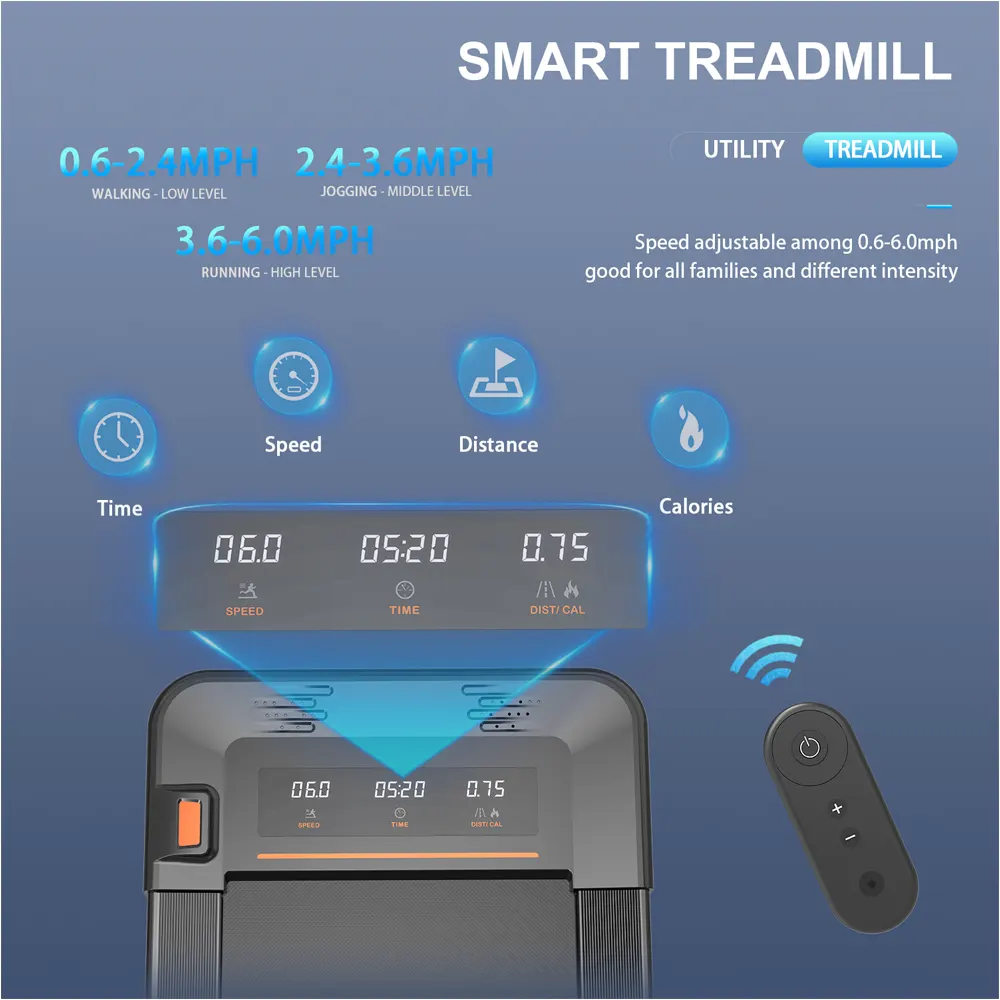 SMART TREADMILL
UTILITY TREADMILL
0.6-2.4MPH 2.4-3.6MPH
WALKING - LOW LEVEL JOGGING - MIDDLE LEVEL
3.6-6.0MPH
RUNNING - HIGH LEVEL
Speed adjustable among 0.6-6.0mph
good for all families and different intensity
Speed Distance
Time Calories
06.0 05:20 0.75
SPEED TIME DIST/ CAL
06.0 05:20 0.75
SPEED TIME DIST/ CAL
+
−